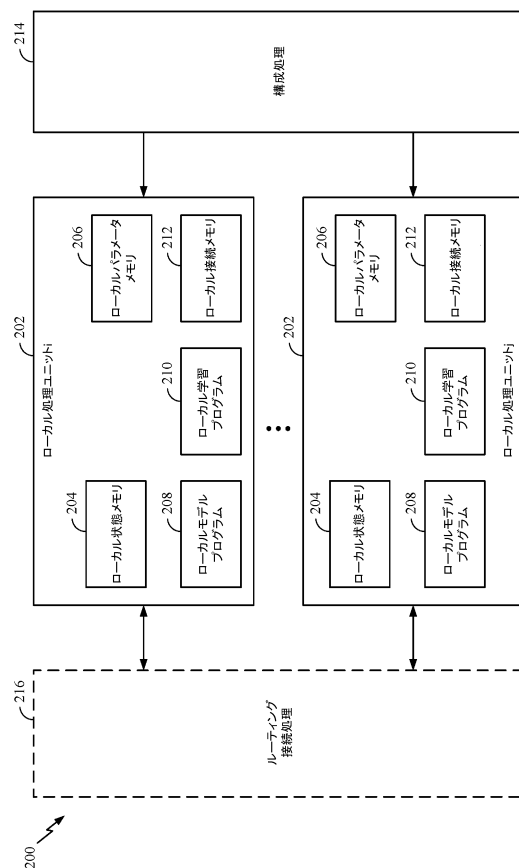 200
216
ルーティング
接続処理
202
ローカル処理ユニットi
204
ローカル状態メモリ
206
ローカルパラメータ
メモリ
208
ローカルモデル
プログラム
210
ローカル学習
プログラム
212
ローカル接続メモリ
•••
202
204
ローカル状態メモリ
206
ローカルパラメータ
メモリ
208
ローカルモデル
プログラム
210
ローカル学習
プログラム
212
ローカル接続メモリ
ローカル処理ユニットj
214
構成処理